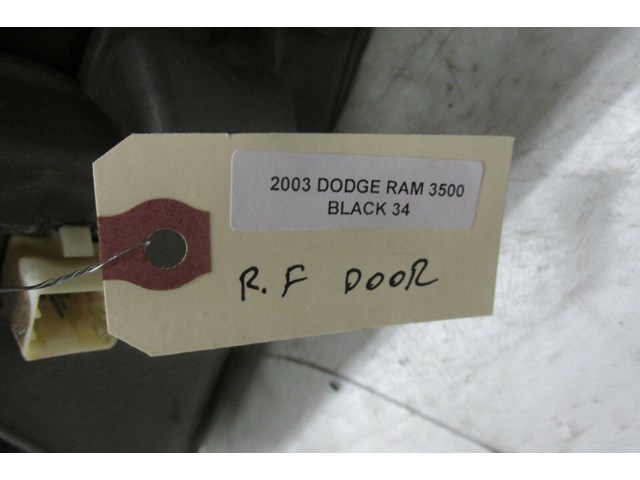 2003 DODGE RAM 3500
BLACK 34
R.F DOOR